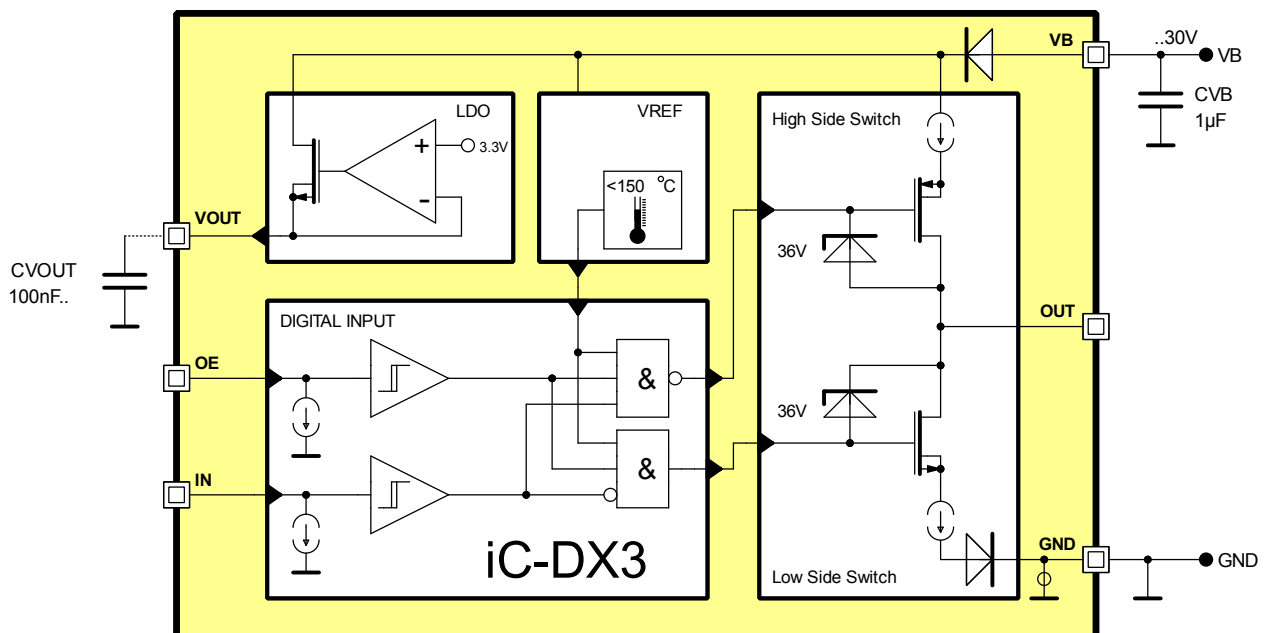 VB
..30V
VB
CVB
1µF
LDO
+
3.3V
-
VREF
<150 °C
High Side Switch
36V
VOUT
CVOUT
100nF..
DIGITAL INPUT
OE
&
OUT
36V
IN
&
iC-DX3
GND
GND
Low Side Switch